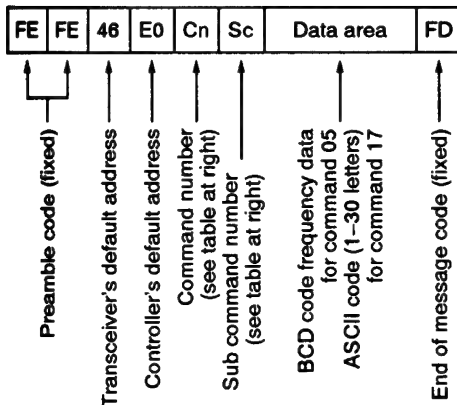 FE FE 46 E0 Cn Sc Data area FD
Preamble code (fixed)
Transceiver's default address
Controller's default address
Command number
(see table at right)
Sub command number
(see table at right)
BCD code frequency data
for command 05
ASCII code (1–30 letters)
for command 17
End of message code (fixed)